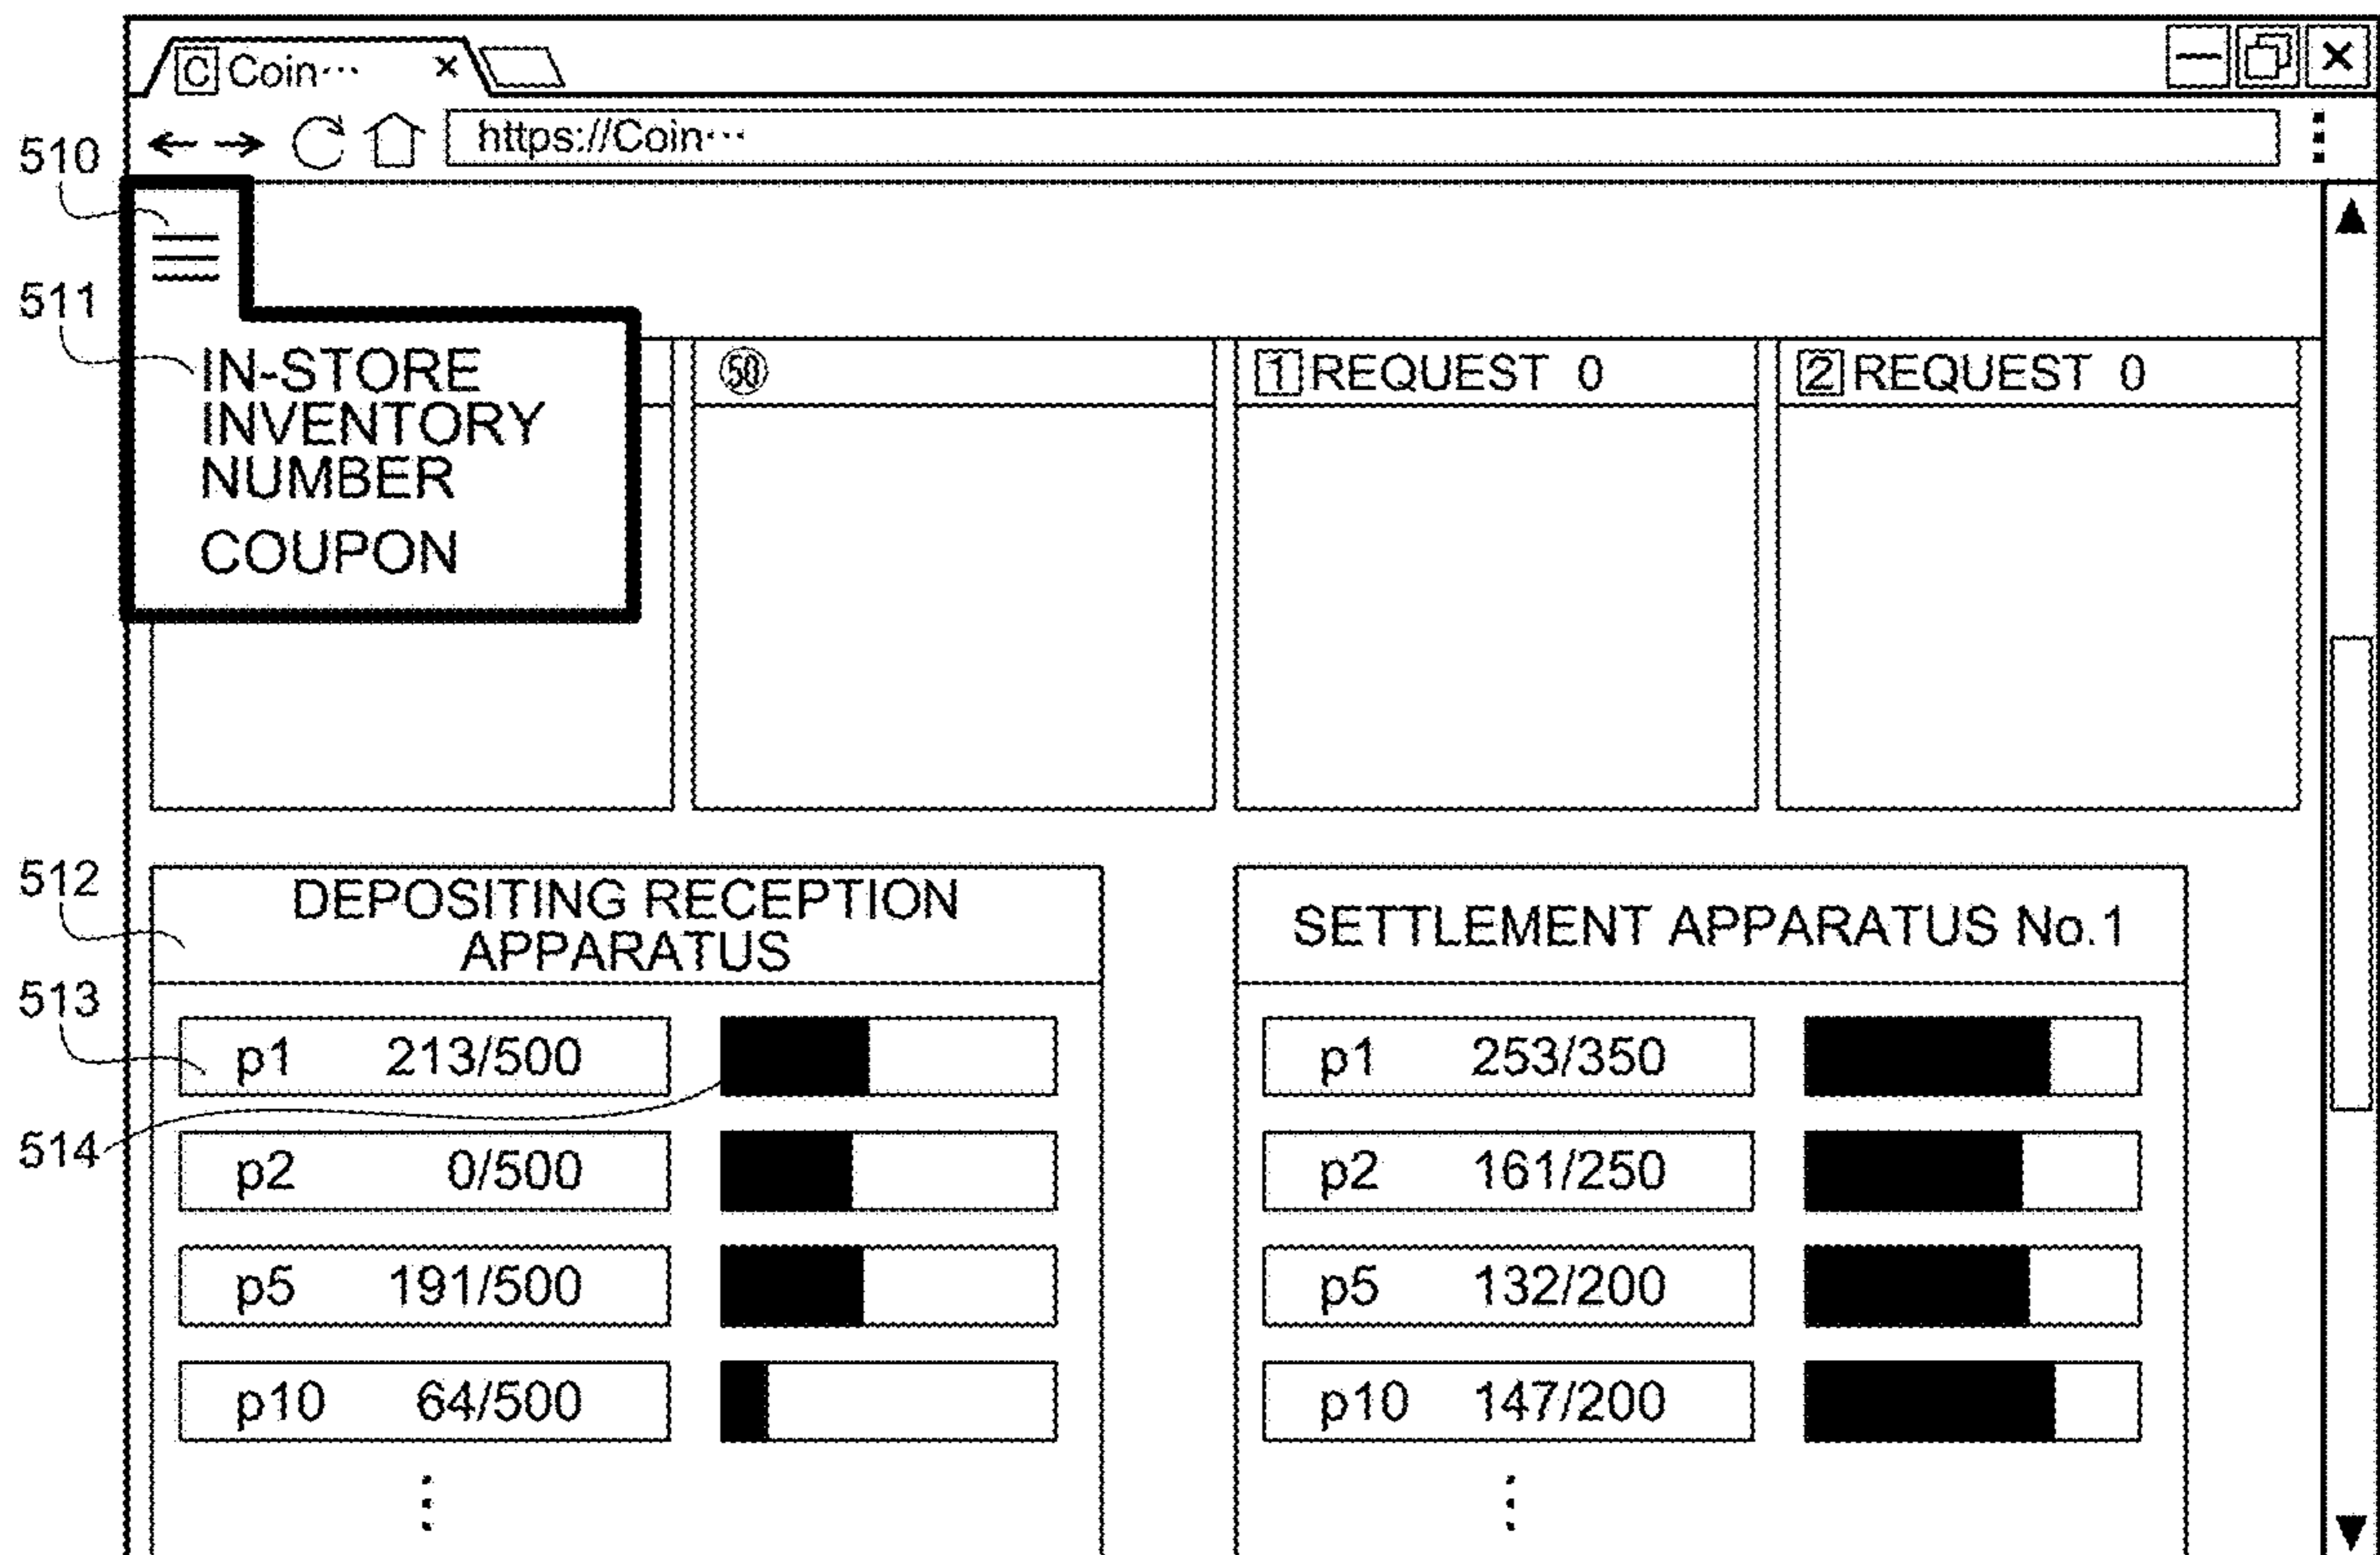 C Coin··· ×
https://Coin···
510
511
IN-STORE
INVENTORY
NUMBER
COUPON
50
1 REQUEST 0
2 REQUEST 0
512
DEPOSITING RECEPTION
APPARATUS
SETTLEMENT APPARATUS No.1
513
514
p1 213/500
p2 0/500
p5 191/500
p10 64/500
p1 253/350
p2 161/250
p5 132/200
p10 147/200